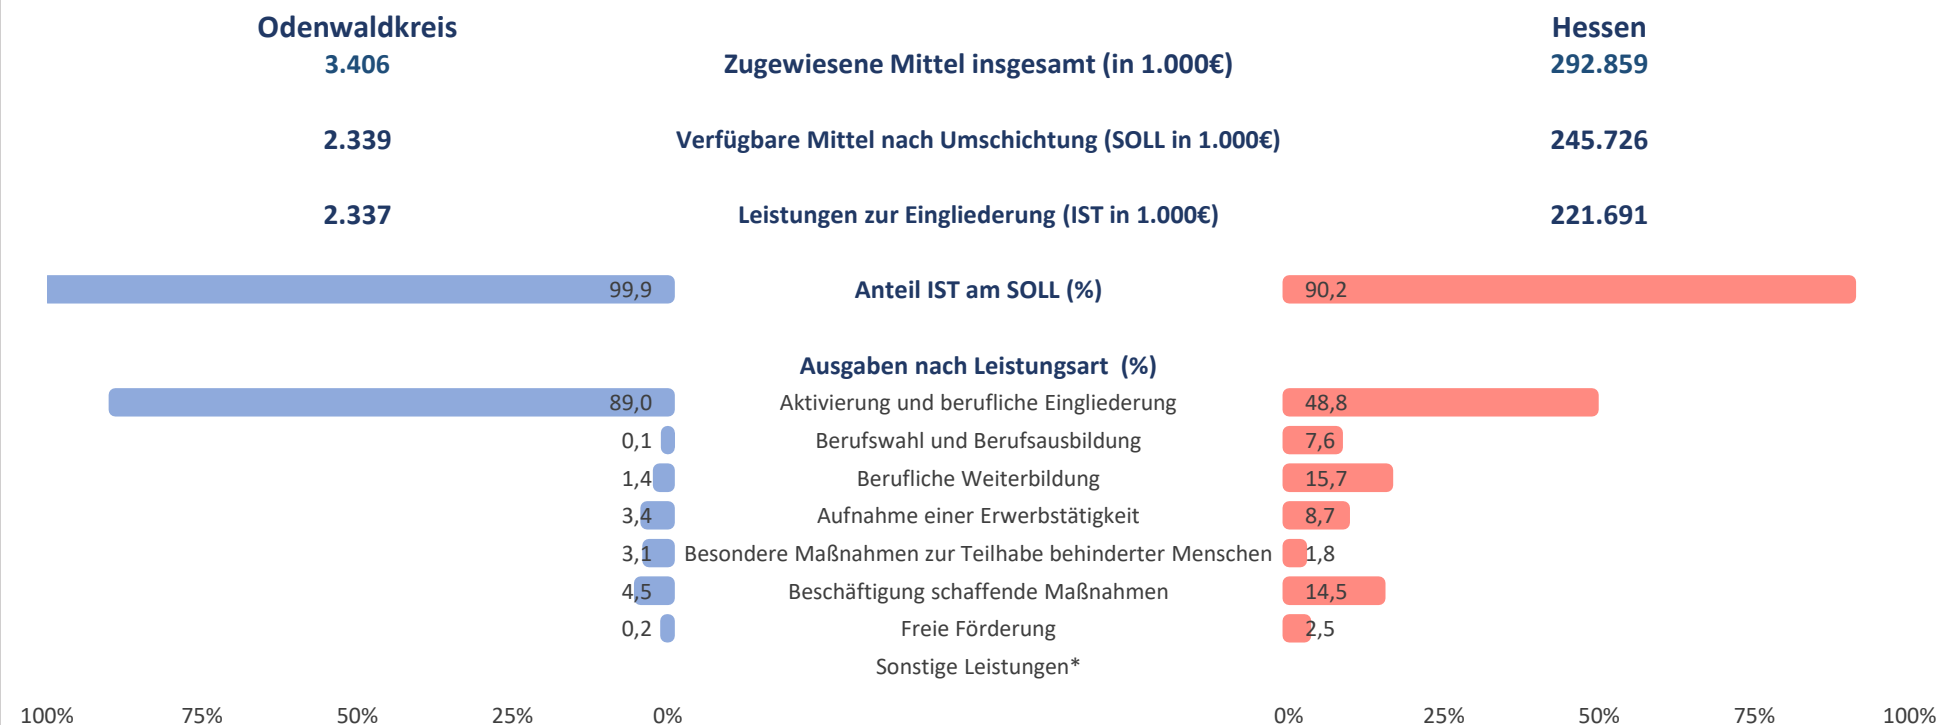 Odenwaldkreis Hessen
3.406 Zugewiesene Mittel insgesamt (in 1.000€) 292.859
2.339 Verfügbare Mittel nach Umschichtung (SOLL in 1.000€) 245.726
2.337 Leistungen zur Eingliederung (IST in 1.000€) 221.691
99,9 Anteil IST am SOLL (%) 90,2
Ausgaben nach Leistungsart (%)
89,0 Aktivierung und berufliche Eingliederung 48,8
0,1 Berufswahl und Berufsausbildung 7,6
1,4 Berufliche Weiterbildung 15,7
3,4 Aufnahme einer Erwerbstätigkeit 8,7
3,1 Besondere Maßnahmen zur Teilhabe behinderter Menschen 1,8
4,5 Beschäftigung schaffende Maßnahmen 14,5
0,2 Freie Förderung 2,5
Sonstige Leistungen*
100% 75% 50% 25% 0% 0% 25% 50% 75% 100%